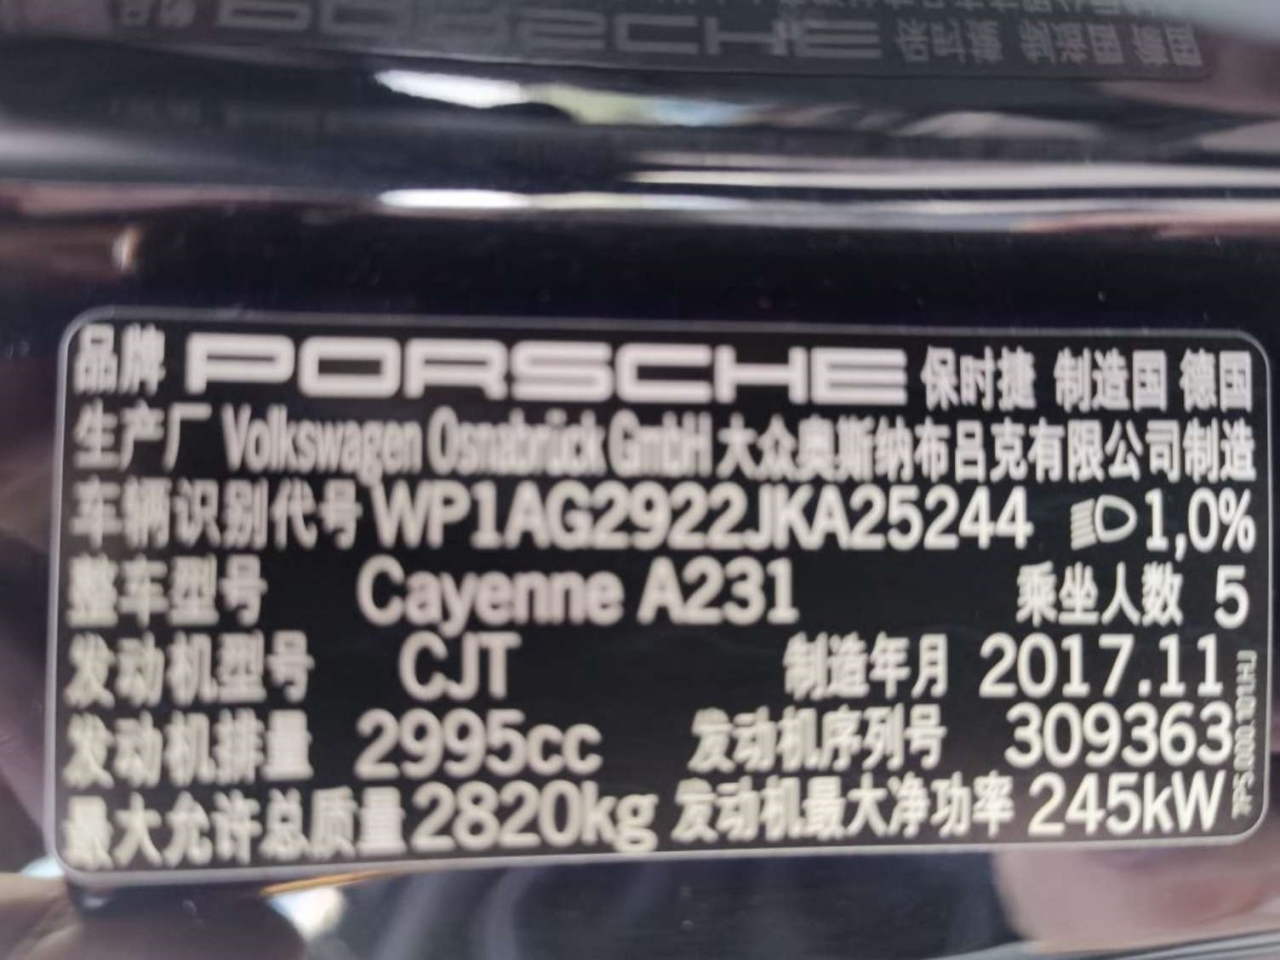 品牌 PORSCHE 保时捷 制造国 德国
生产厂 Volkswagen Osnabrück GmbH 大众奥斯纳布吕克有限公司制造
车辆识别代号 WP1AG2922JKA25244 1,0%
整车型号 Cayenne A231 乘坐人数 5
发动机型号 CJT 制造年月 2017.11
发动机排量 2995cc 发动机序列号 309363
最大允许总质量 2820kg 发动机最大净功率 245kW